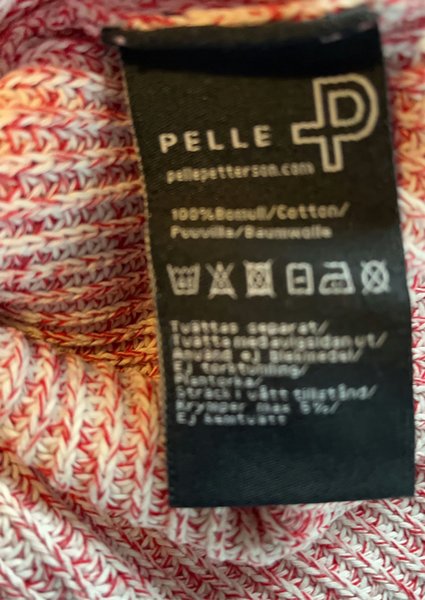 PELLE P
pellepetterson.com
100%Bomull/Cotton/
Puuvilla/Baumwolle
Tvättas separat/
Tvätta med avigsidan ut/
Använd ej blekmedel/
Ej torktumling/
Plantorka/
Sträck i vått tillstånd/
Krymper max 5%/
Ej kemtvätt